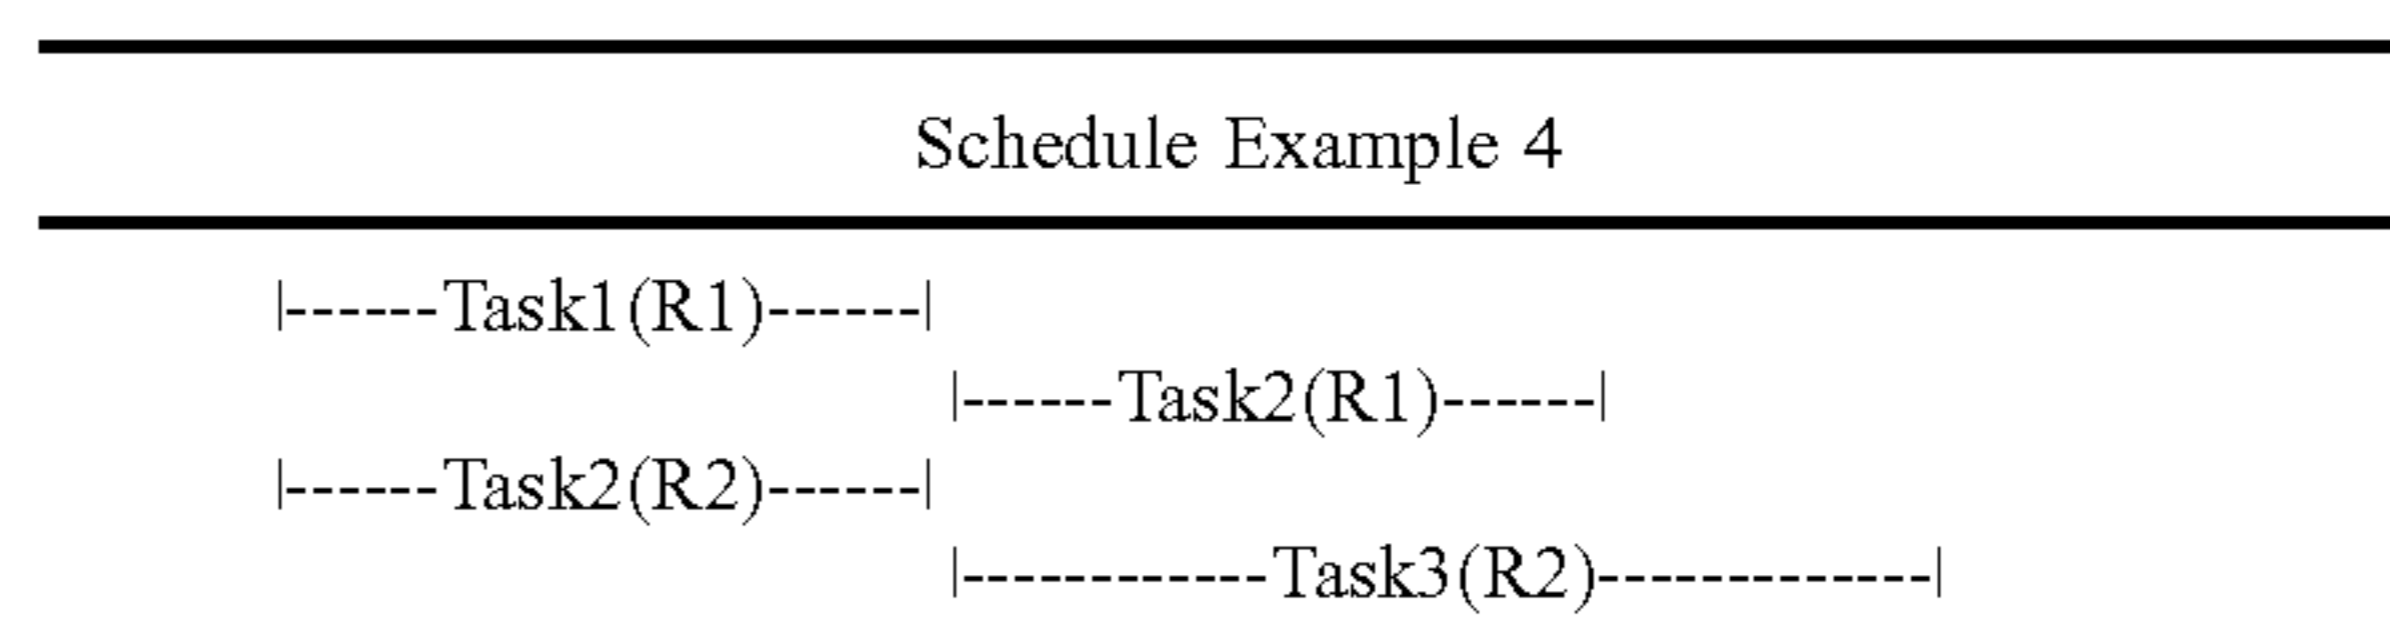 Schedule Example 4
|------Task1(R1)------|
|------Task2(R1)------|
|------Task2(R2)------|
|------------Task3(R2)-------------|